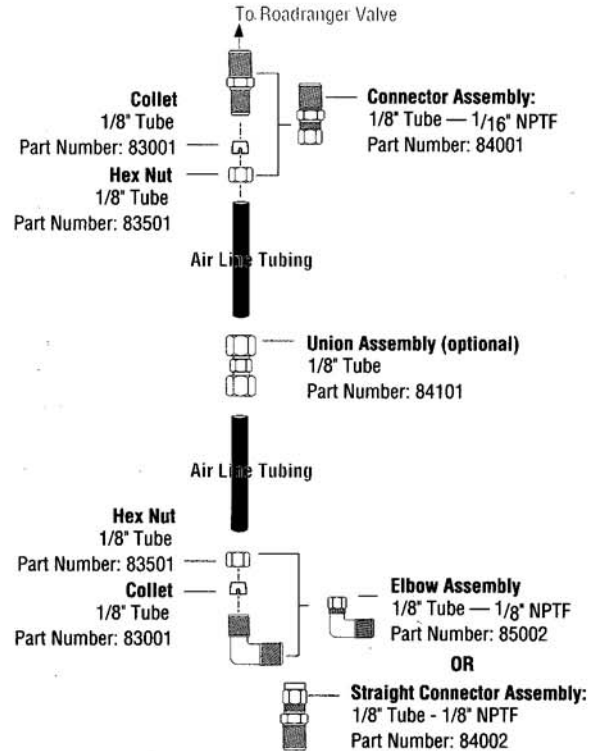 To Roadranger Valve
Collet
1/8" Tube
Part Number: 83001
Hex Nut
1/8" Tube
Part Number: 83501
Connector Assembly:
1/8" Tube — 1/16" NPTF
Part Number: 84001
Air Line Tubing
Union Assembly (optional)
1/8" Tube
Part Number: 84101
Air Line Tubing
Hex Nut
1/8" Tube
Part Number: 83501
Collet
1/8" Tube
Part Number: 83001
Elbow Assembly
1/8" Tube — 1/8" NPTF
Part Number: 85002
OR
Straight Connector Assembly:
1/8" Tube - 1/8" NPTF
Part Number: 84002